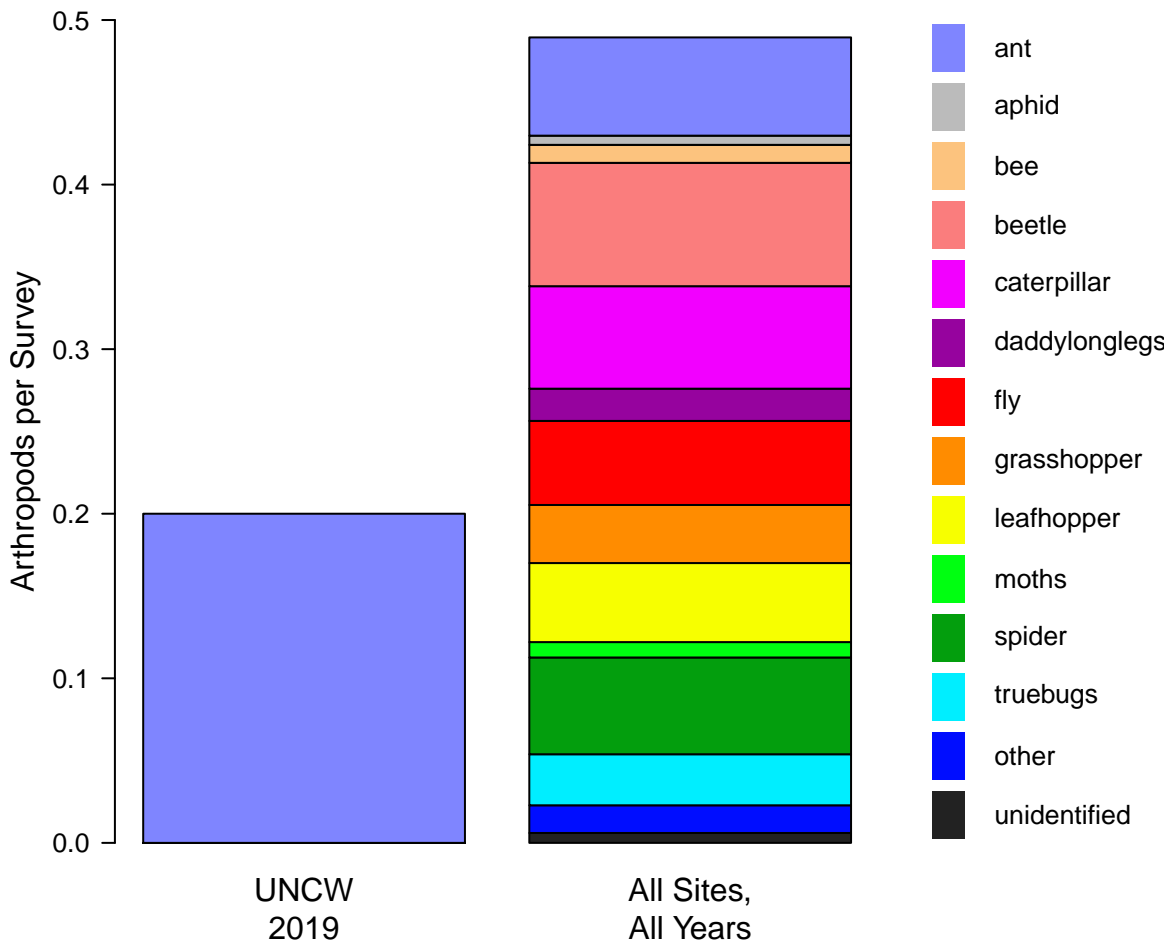 Arthropods per Survey
0.5
0.4
0.3
0.2
0.1
0.0
UNCW
2019
All Sites,
All Years
ant
aphid
bee
beetle
caterpillar
daddylonglegs
fly
grasshopper
leafhopper
moths
spider
truebugs
other
unidentified